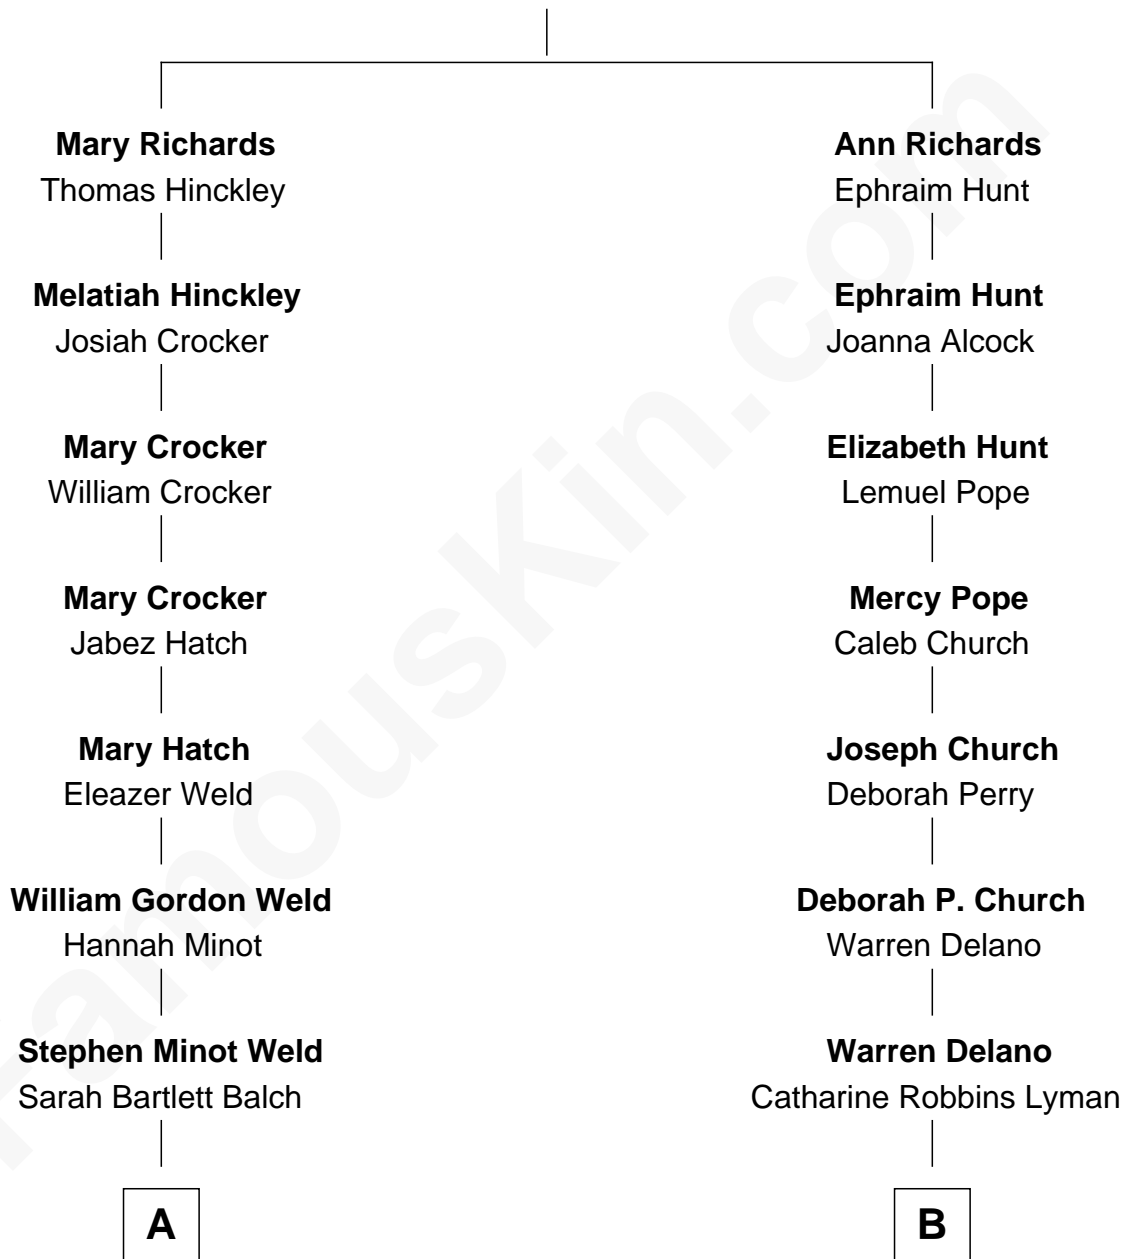 Mary Richards
Thomas Hinckley
Melatiah Hinckley
Josiah Crocker
Mary Crocker
William Crocker
Mary Crocker
Jabez Hatch
Mary Hatch
Eleazer Weld
William Gordon Weld
Hannah Minot
Stephen Minot Weld
Sarah Bartlett Balch
A
Ann Richards
Ephraim Hunt
Ephraim Hunt
Joanna Alcock
Elizabeth Hunt
Lemuel Pope
Mercy Pope
Caleb Church
Joseph Church
Deborah Perry
Deborah P. Church
Warren Delano
Warren Delano
Catharine Robbins Lyman
B
FamousKin.com